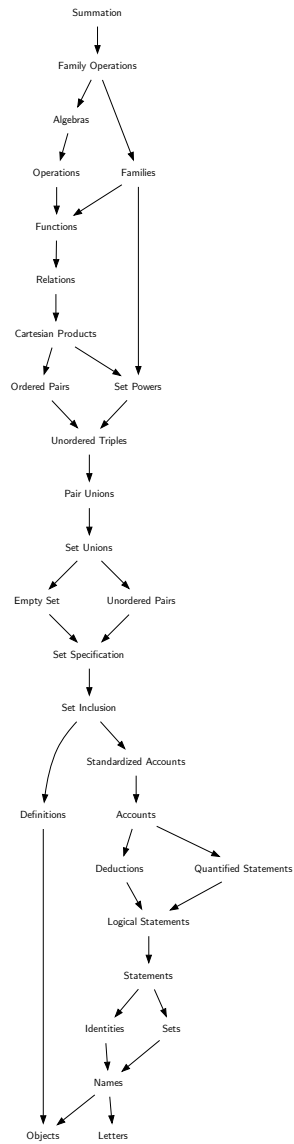 Summation
Family Operations
Algebras
Operations
Families
Functions
Relations
Cartesian Products
Ordered Pairs
Set Powers
Unordered Triples
Pair Unions
Set Unions
Empty Set
Unordered Pairs
Set Specification
Set Inclusion
Standardized Accounts
Definitions
Accounts
Deductions
Quantified Statements
Logical Statements
Statements
Identities
Sets
Names
Objects
Letters